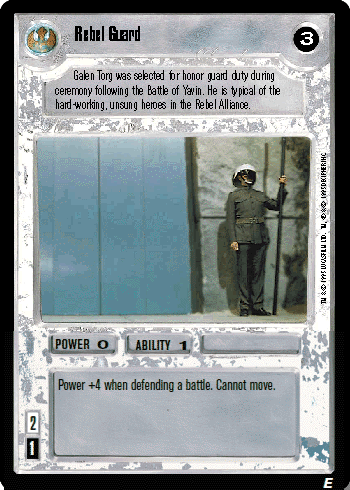 Rebel Guard
3
Galen Torg was selected for honor guard duty during
ceremony following the Battle of Yavin. He is typical of the
hard-working, unsung heroes in the Rebel Alliance.
POWER 0
ABILITY 1
Power +4 when defending a battle. Cannot move.
2
1
E